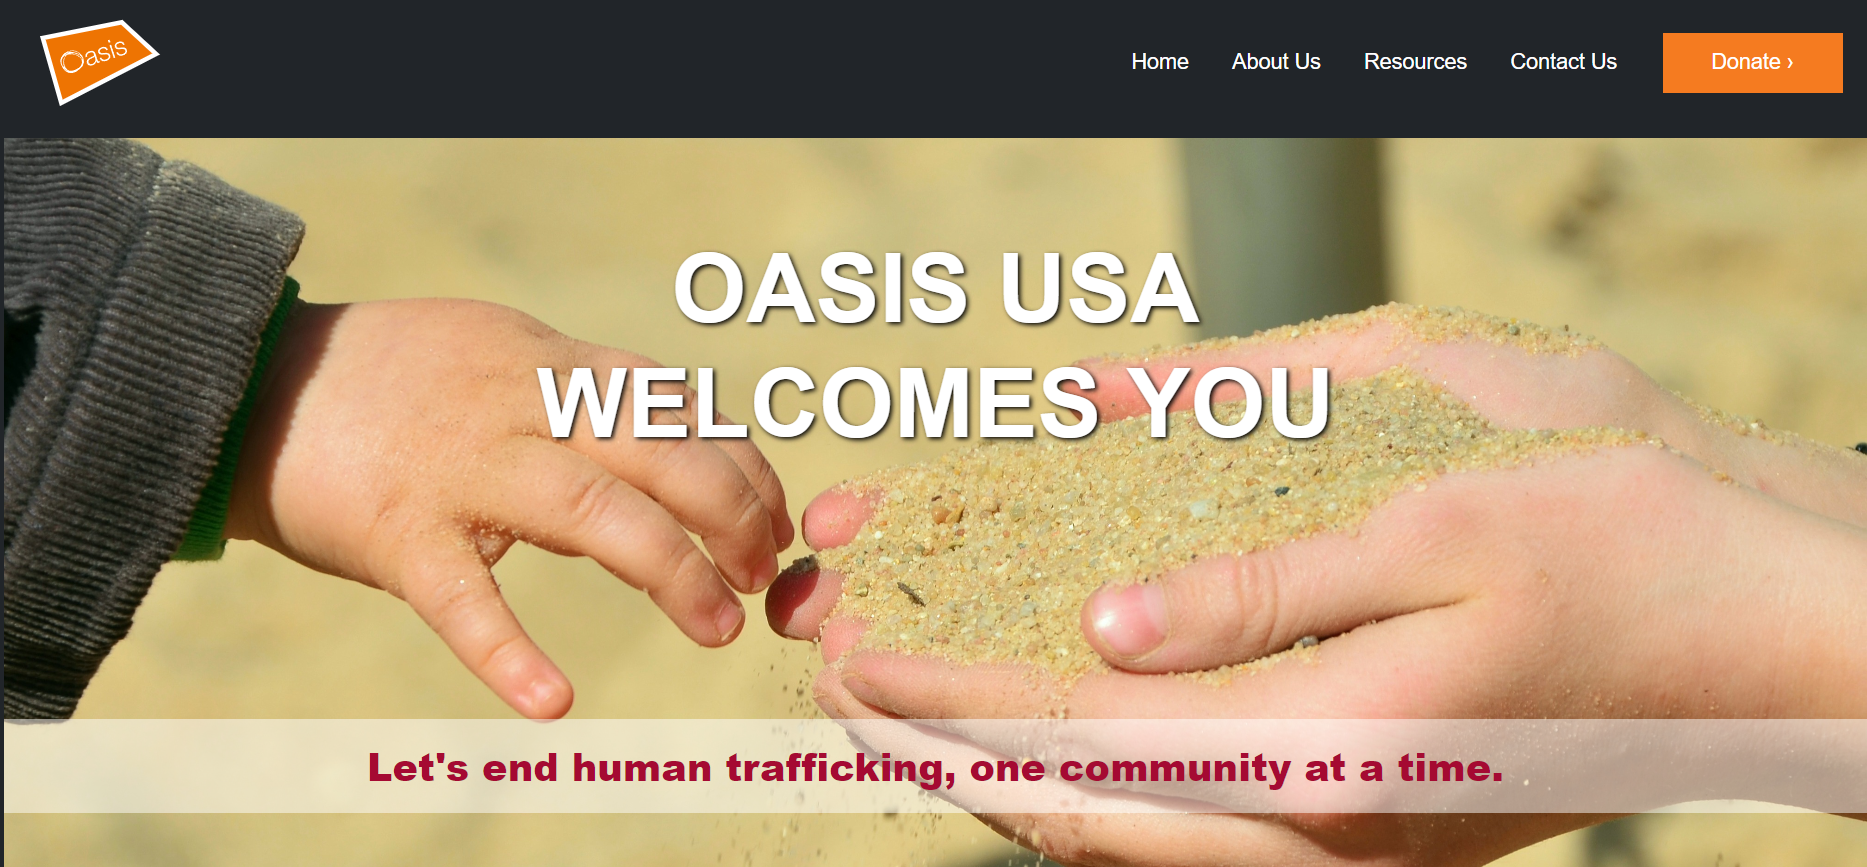 Oasis
Home About Us Resources Contact Us Donate ›
OASIS USA
WELCOMES YOU
Let's end human trafficking, one community at a time.